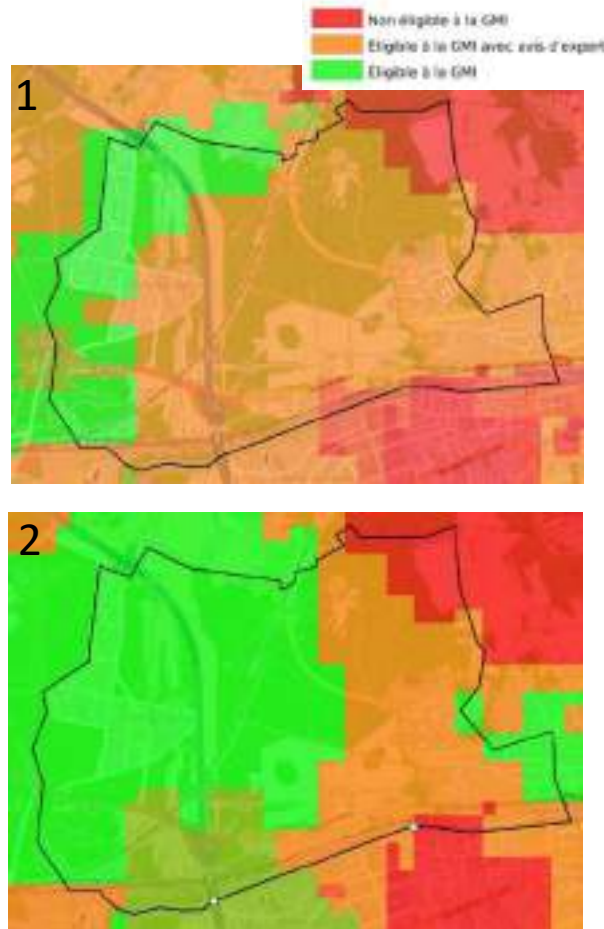 Non éligible à la GMI
Eligible à la GMI avec avis d'expert
Eligible à la GMI
1
2